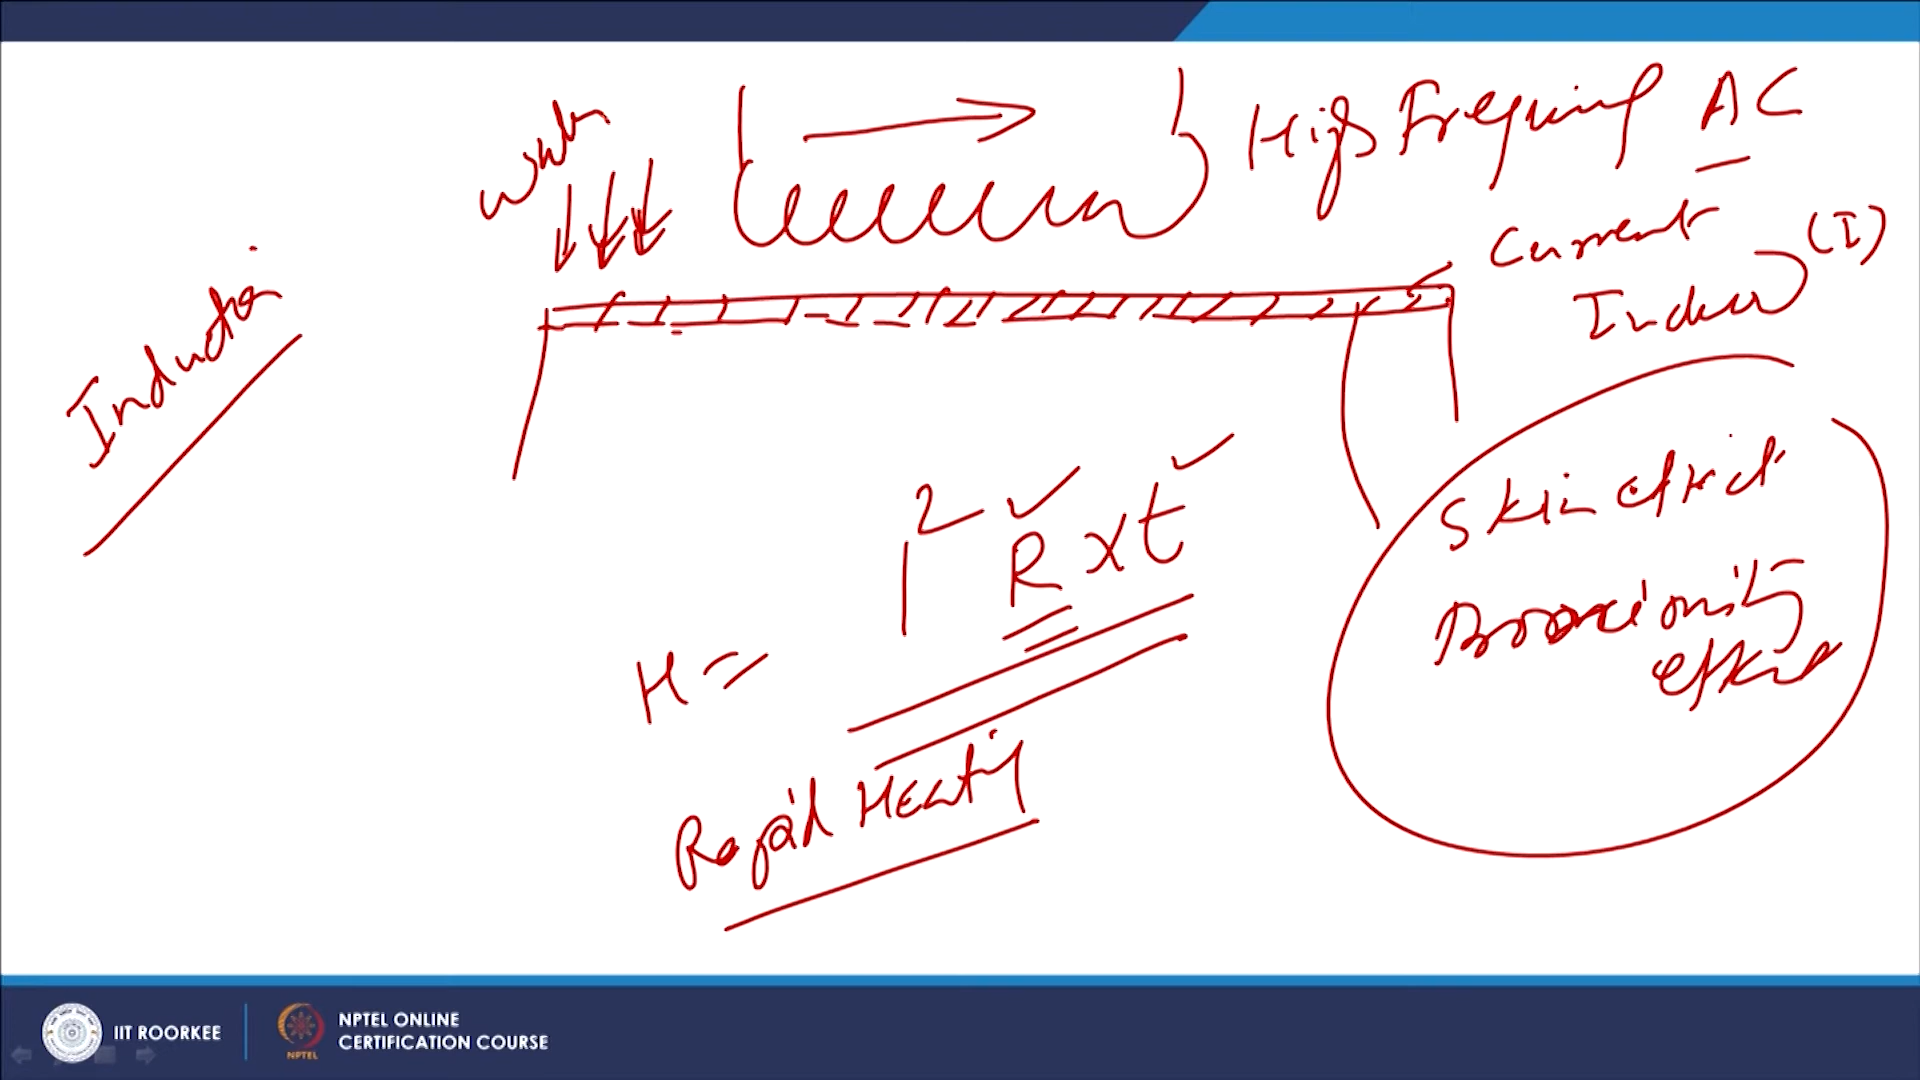 High Frequency AC
Water
Current
Induced (I)
Induction
Skin effect
Proximity
effect
I² R x t
H =
Rapid Heating
IIT ROORKEE
NPTEL
NPTEL ONLINE
CERTIFICATION COURSE